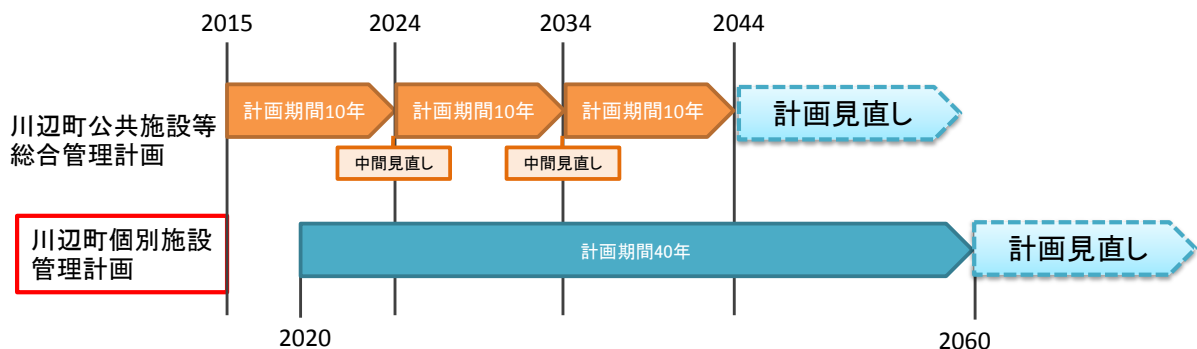 2015
2024
2034
2044
計画期間10年
計画期間10年
計画期間10年
計画見直し
川辺町公共施設等
総合管理計画
中間見直し
中間見直し
川辺町個別施設
管理計画
計画期間40年
計画見直し
2020
2060